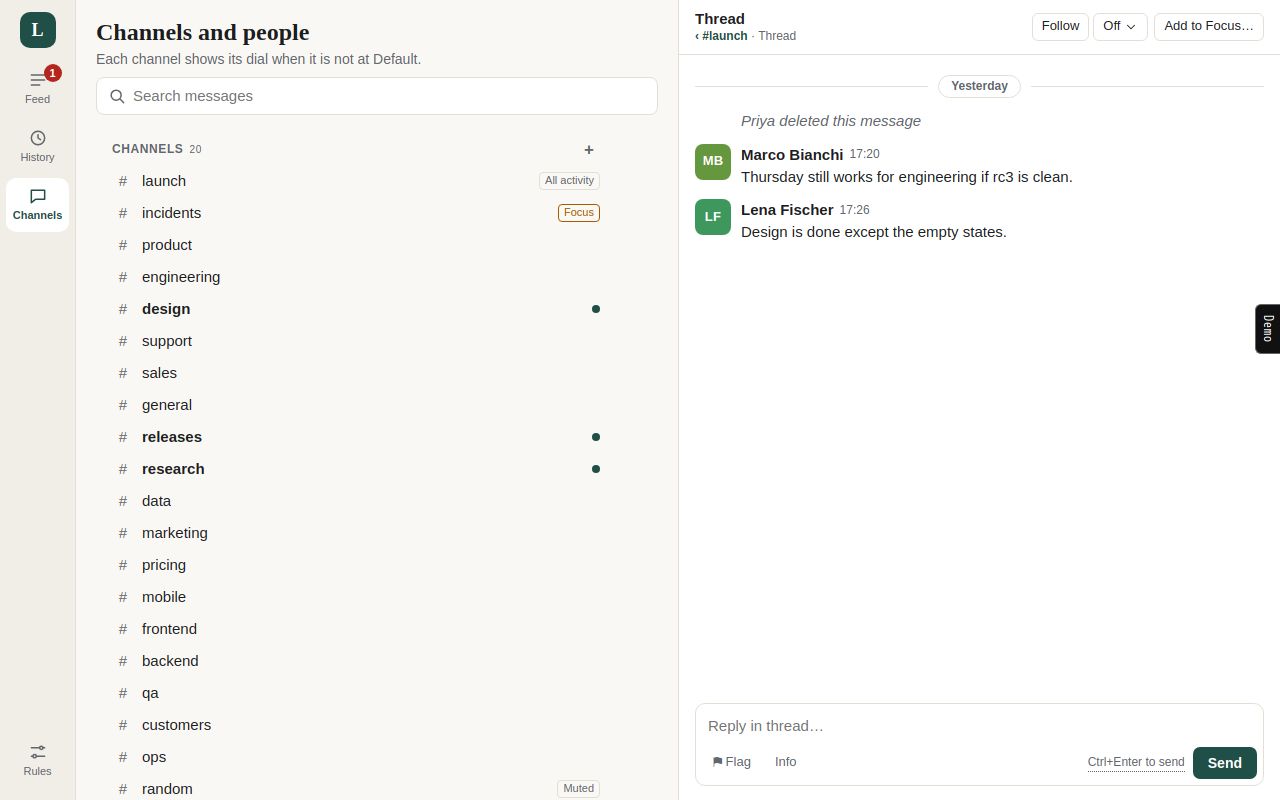 L
1
Feed
History
Channels
Rules
Channels and people
Each channel shows its dial when it is not at Default.
Search messages
CHANNELS 20 +
# launch All activity
# incidents Focus
# product
# engineering
# design
# support
# sales
# general
# releases
# research
# data
# marketing
# pricing
# mobile
# frontend
# backend
# qa
# customers
# ops
# random Muted
Thread
‹ #launch · Thread
Follow Off Add to Focus…
Yesterday
Priya deleted this message
MB Marco Bianchi 17:20
Thursday still works for engineering if rc3 is clean.
LF Lena Fischer 17:26
Design is done except the empty states.
Demo
Reply in thread…
Flag Info Ctrl+Enter to send Send